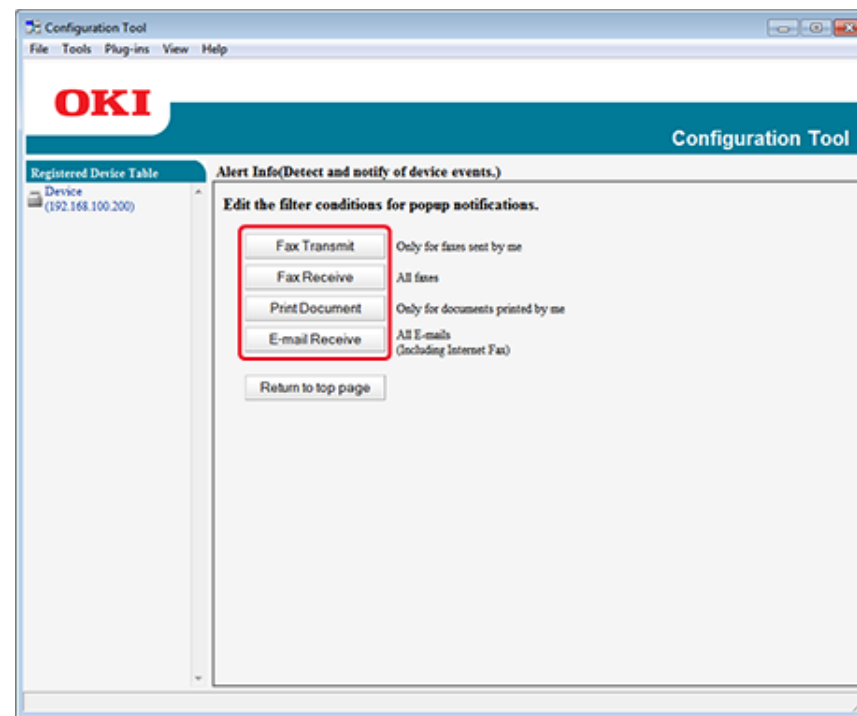 Configuration Tool
File Tools Plug-ins View Help
OKI
Configuration Tool
Registered Device Table
Device
(192.168.100.200)
Alert Info(Detect and notify of device events.)
Edit the filter conditions for popup notifications.
Fax Transmit Only for faxes sent by me
Fax Receive All faxes
Print Document Only for documents printed by me
E-mail Receive All E-mails
(Including Internet Fax)
Return to top page